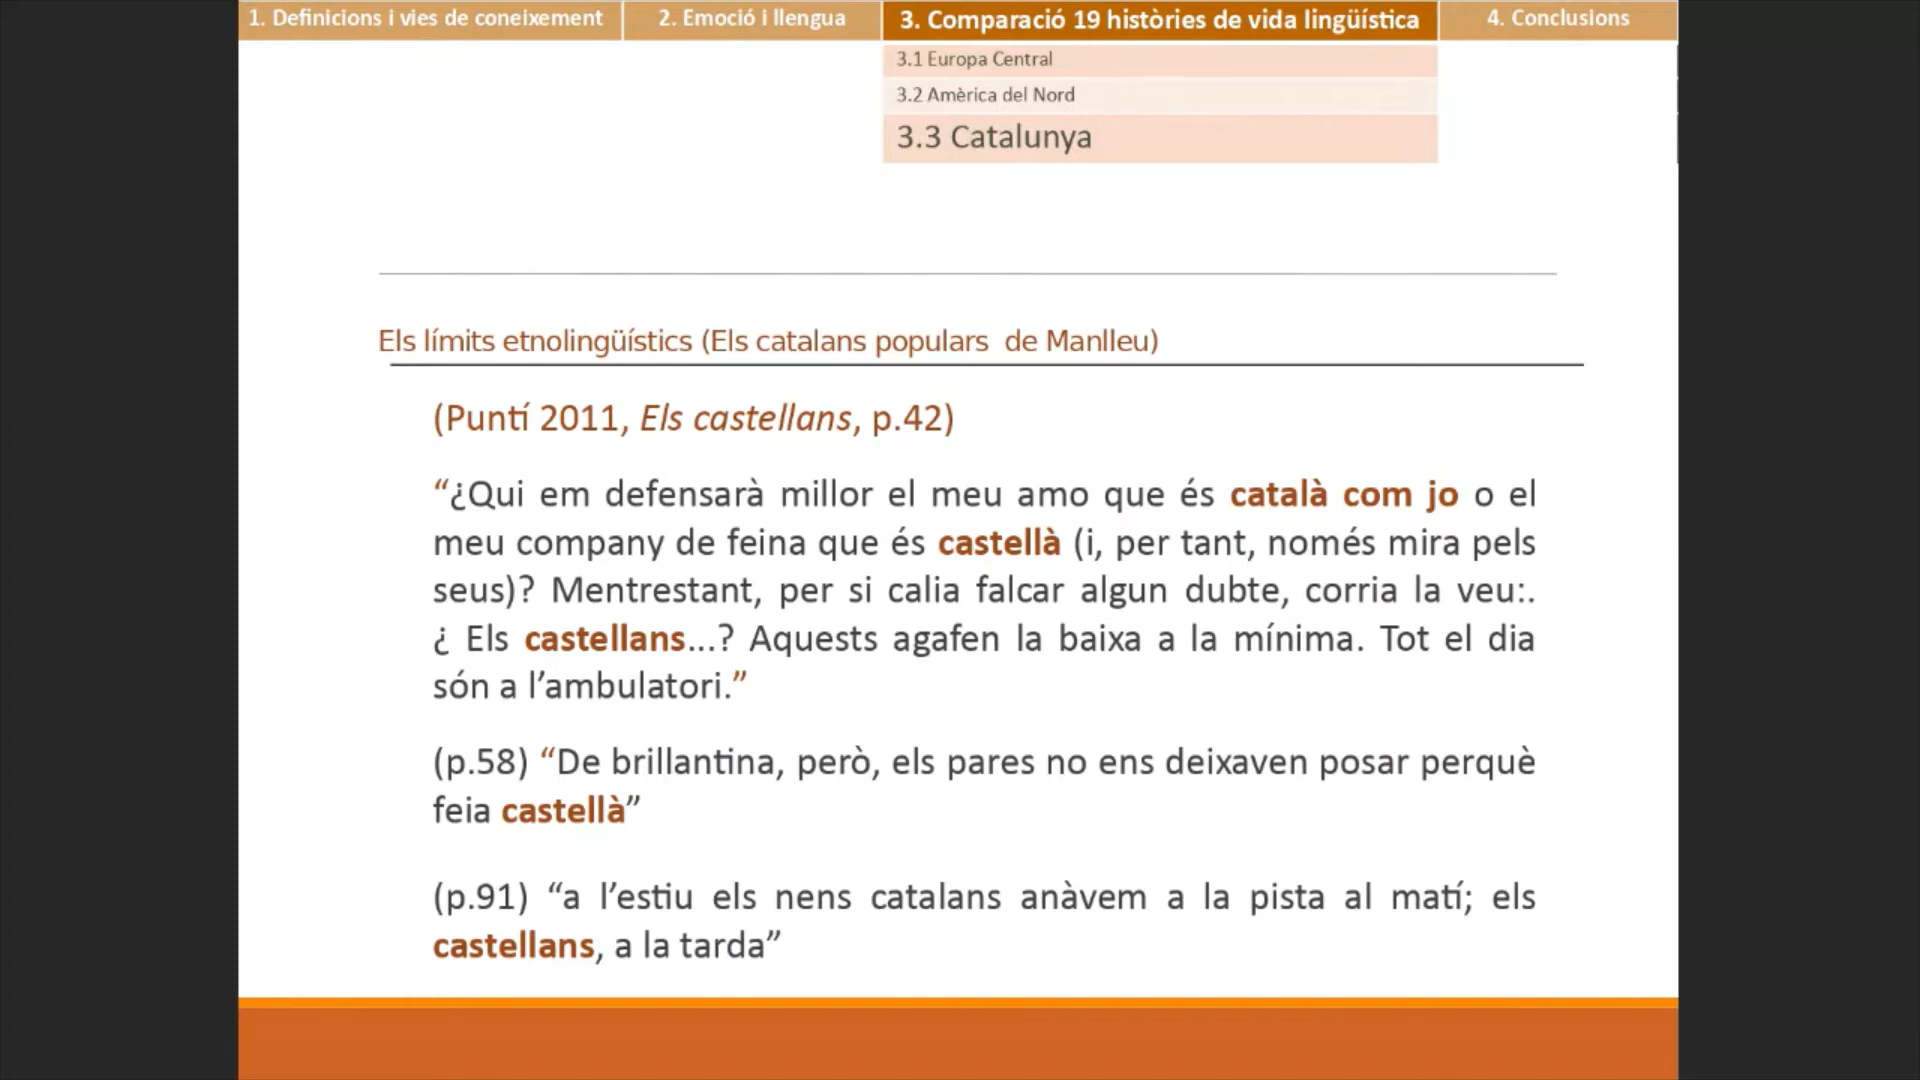 1. Definicions i vies de coneixement
2. Emoció i llengua
3. Comparació 19 històries de vida lingüística
4. Conclusions
3.1 Europa Central
3.2 Amèrica del Nord
3.3 Catalunya
Els límits etnolingüístics (Els catalans populars  de Manlleu)
(Puntí 2011, Els castellans, p.42)
“¿Qui em defensarà millor el meu amo que és català com jo o el
meu company de feina que és castellà (i, per tant, només mira pels
seus)? Mentrestant, per si calia falcar algun dubte, corria la veu:.
¿ Els castellans...? Aquests agafen la baixa a la mínima. Tot el dia
són a l’ambulatori.”
(p.58) “De brillantina, però, els pares no ens deixaven posar perquè
feia castellà”
(p.91) “a l’estiu els nens catalans anàvem a la pista al matí; els
castellans, a la tarda”